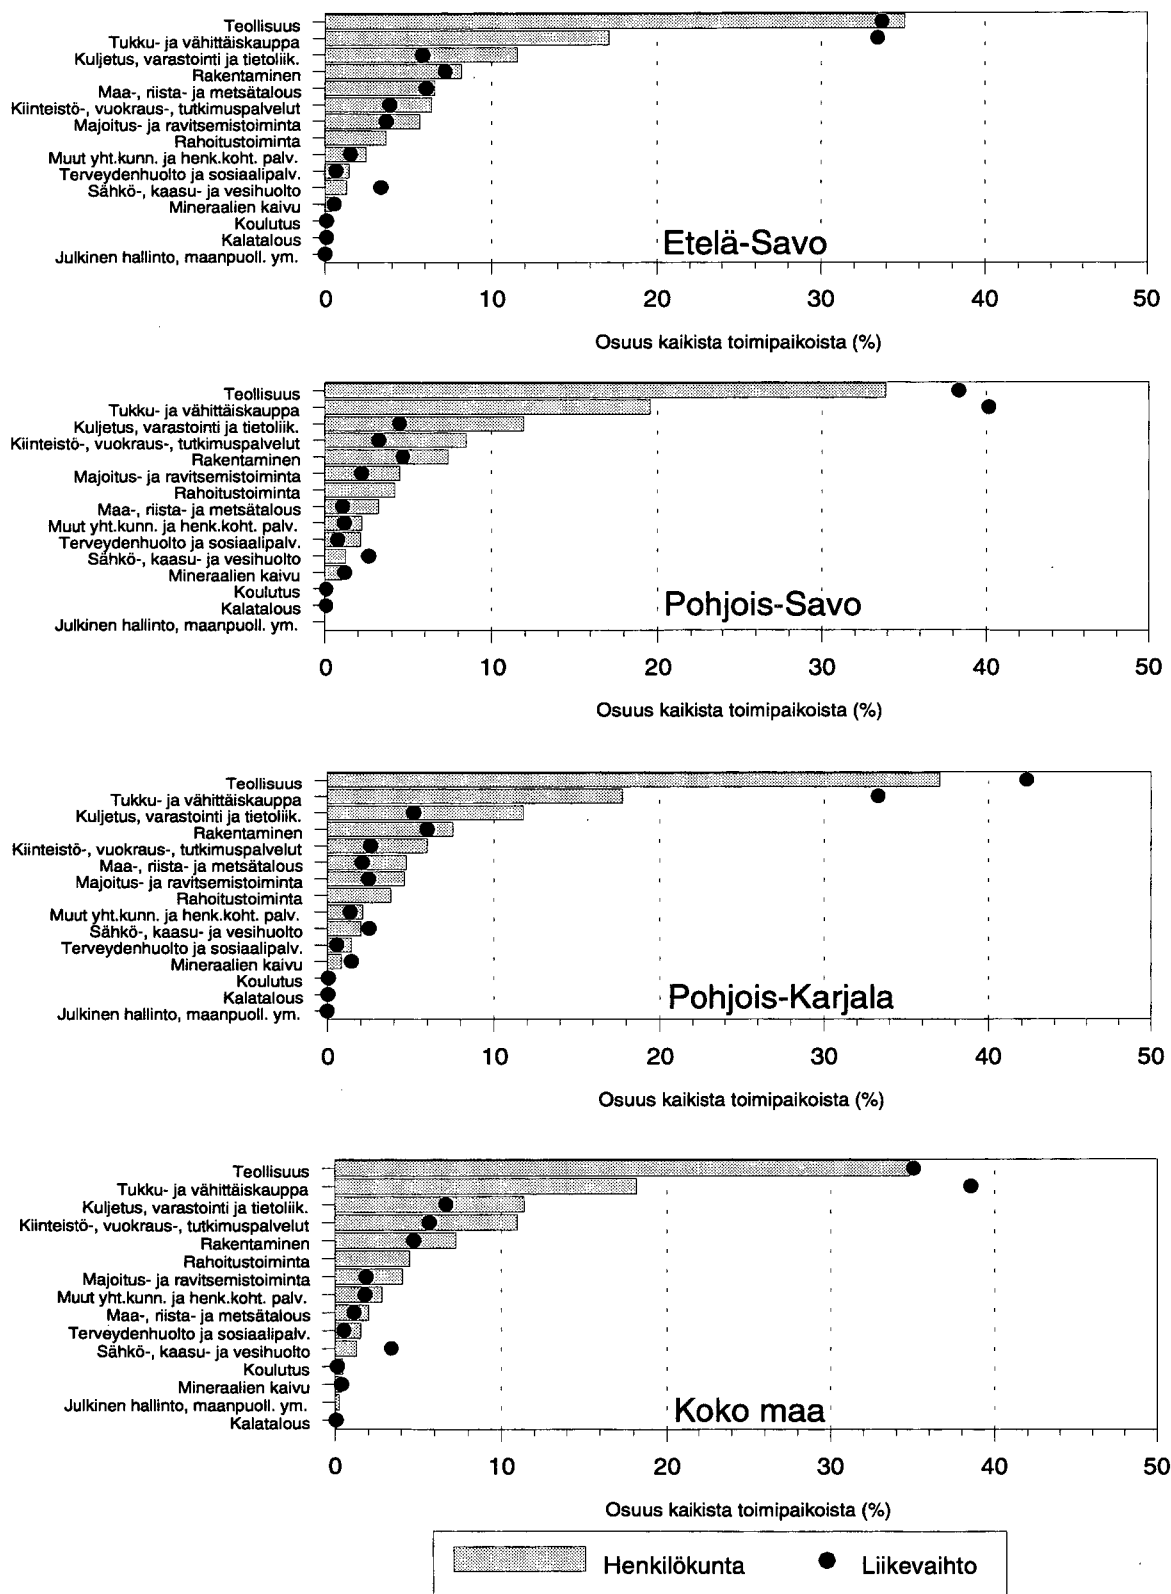 Teollisuus
Tukku- ja vähittäiskauppa
Kuljetus, varastointi ja tietoliik.
Rakentaminen
Maa-, riista- ja metsätalous
Kiinteistö-, vuokraus-, tutkimuspalvelut
Majoitus- ja ravitsemistoiminta
Rahoitustoiminta
Muut yht.kunn. ja henk.koht. palv.
Terveydenhuolto ja sosiaalipalv.
Sähkö-, kaasu- ja vesihuolto
Mineraalien kaivu
Koulutus
Kalatalous
Julkinen hallinto, maanpuoll. ym.
Etelä-Savo
0 10 20 30 40 50
Osuus kaikista toimipaikoista (%)
Teollisuus
Tukku- ja vähittäiskauppa
Kuljetus, varastointi ja tietoliik.
Kiinteistö-, vuokraus-, tutkimuspalvelut
Rakentaminen
Majoitus- ja ravitsemistoiminta
Rahoitustoiminta
Maa-, riista- ja metsätalous
Muut yht.kunn. ja henk.koht. palv.
Terveydenhuolto ja sosiaalipalv.
Sähkö-, kaasu- ja vesihuolto
Mineraalien kaivu
Koulutus
Kalatalous
Julkinen hallinto, maanpuoll. ym.
Pohjois-Savo
0 10 20 30 40 50
Osuus kaikista toimipaikoista (%)
Teollisuus
Tukku- ja vähittäiskauppa
Kuljetus, varastointi ja tietoliik.
Rakentaminen
Kiinteistö-, vuokraus-, tutkimuspalvelut
Maa-, riista- ja metsätalous
Majoitus- ja ravitsemistoiminta
Rahoitustoiminta
Muut yht.kunn. ja henk.koht. palv.
Sähkö-, kaasu- ja vesihuolto
Terveydenhuolto ja sosiaalipalv.
Mineraalien kaivu
Koulutus
Kalatalous
Julkinen hallinto, maanpuoll. ym.
Pohjois-Karjala
0 10 20 30 40 50
Osuus kaikista toimipaikoista (%)
Teollisuus
Tukku- ja vähittäiskauppa
Kuljetus, varastointi ja tietoliik.
Kiinteistö-, vuokraus-, tutkimuspalvelut
Rakentaminen
Rahoitustoiminta
Majoitus- ja ravitsemistoiminta
Muut yht.kunn. ja henk.koht. palv.
Maa-, riista- ja metsätalous
Terveydenhuolto ja sosiaalipalv.
Sähkö-, kaasu- ja vesihuolto
Koulutus
Mineraalien kaivu
Julkinen hallinto, maanpuoll. ym.
Kalatalous
Koko maa
0 10 20 30 40 50
Osuus kaikista toimipaikoista (%)
Henkilökunta Liikevaihto